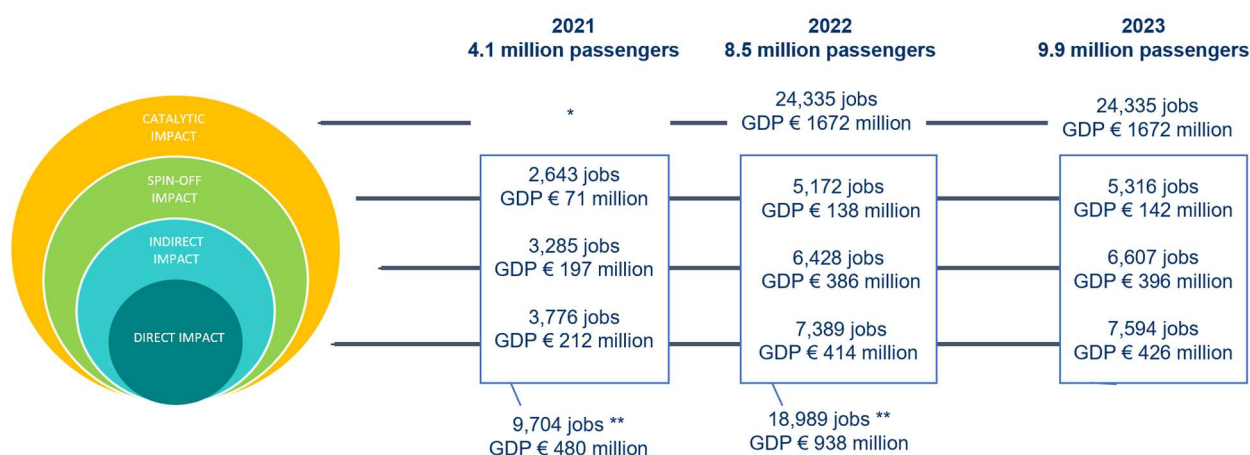 2021
4.1 million passengers
2022
8.5 million passengers
2023
9.9 million passengers
CATALYTIC
IMPACT
*
24,335 jobs
GDP € 1672 million
24,335 jobs
GDP € 1672 million
SPIN-OFF
IMPACT
2,643 jobs
GDP € 71 million
5,172 jobs
GDP € 138 million
5,316 jobs
GDP € 142 million
INDIRECT
IMPACT
3,285 jobs
GDP € 197 million
6,428 jobs
GDP € 386 million
6,607 jobs
GDP € 396 million
DIRECT IMPACT
3,776 jobs
GDP € 212 million
7,389 jobs
GDP € 414 million
7,594 jobs
GDP € 426 million
9,704 jobs **
GDP € 480 million
18,989 jobs **
GDP € 938 million